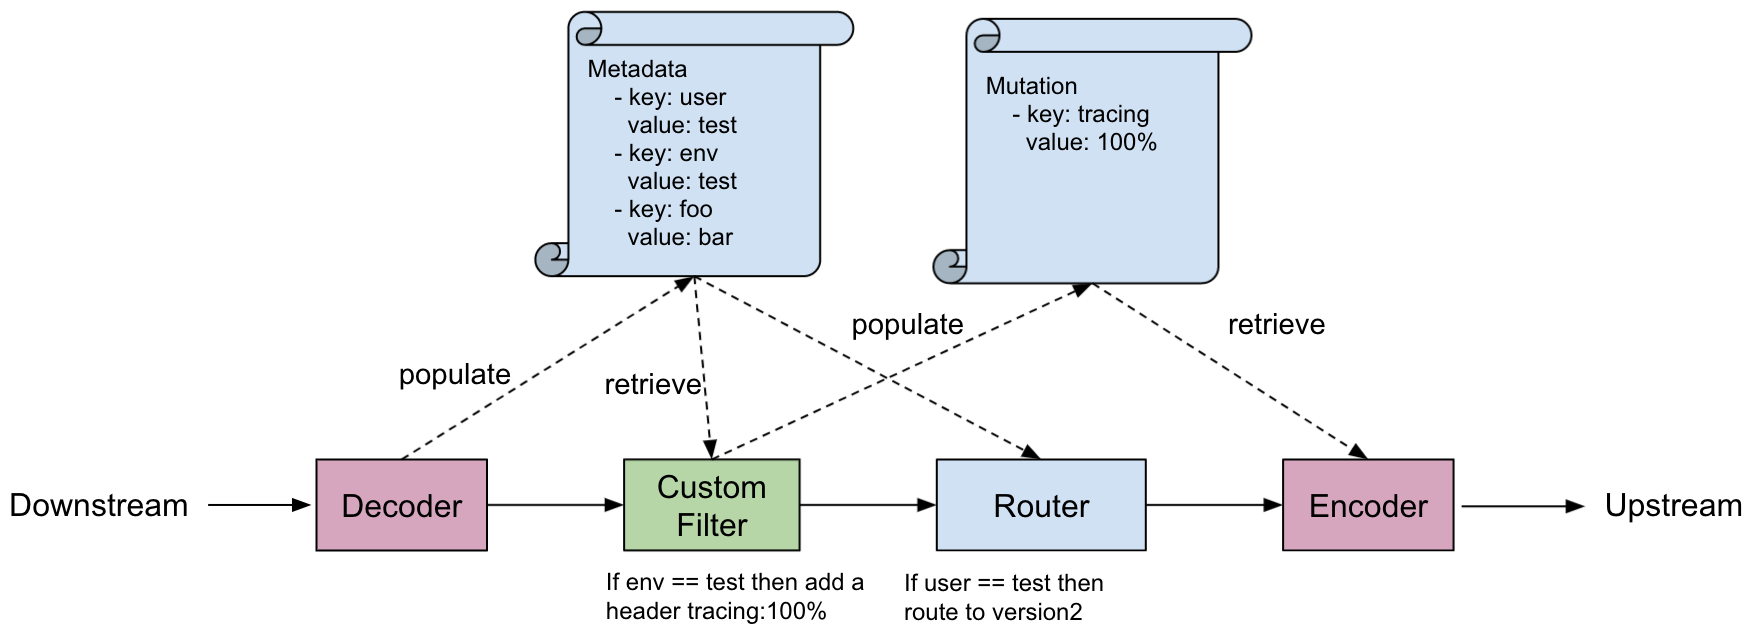 Metadata
- key: user
value: test
- key: env
value: test
- key: foo
value: bar
Mutation
- key: tracing
value: 100%
populate
retrieve
populate
retrieve
Downstream
Decoder
Custom
Filter
Router
Encoder
Upstream
If env == test then add a
header tracing:100%
If user == test then
route to version2